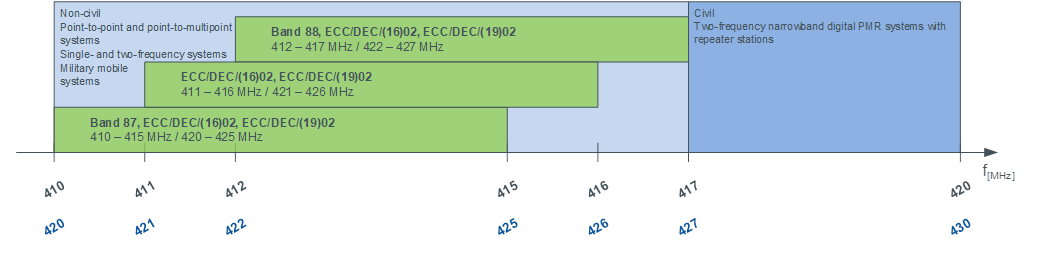 Non-civil
Point-to-point and point-to-multipoint
systems
Single- and two-frequency systems
Military mobile
systems
Band 88, ECC/DEC/(16)02, ECC/DEC/(19)02
412 – 417 MHz / 422 – 427 MHz
Civil
Two-frequency narrowband digital PMR systems with
repeater stations
ECC/DEC/(16)02, ECC/DEC/(19)02
411 – 416 MHz / 421 – 426 MHz
Band 87, ECC/DEC/(16)02, ECC/DEC/(19)02
410 – 415 MHz / 420 – 425 MHz
f[MHz]
410 411 412 415 416 417 420
420 421 422 425 426 427 430